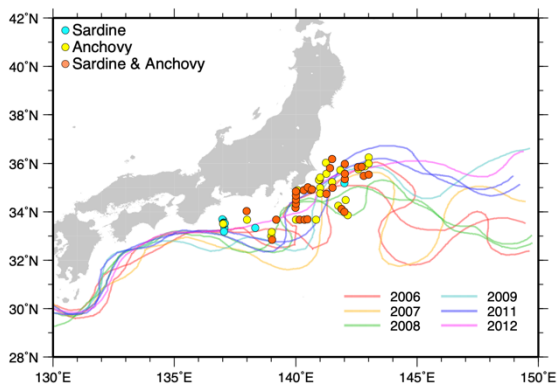 42˚N
Sardine
Anchovy
Sardine & Anchovy
40˚N
38˚N
36˚N
34˚N
32˚N
30˚N
2006 2009
2007 2011
2008 2012
28˚N
130˚E 135˚E 140˚E 145˚E 150˚E